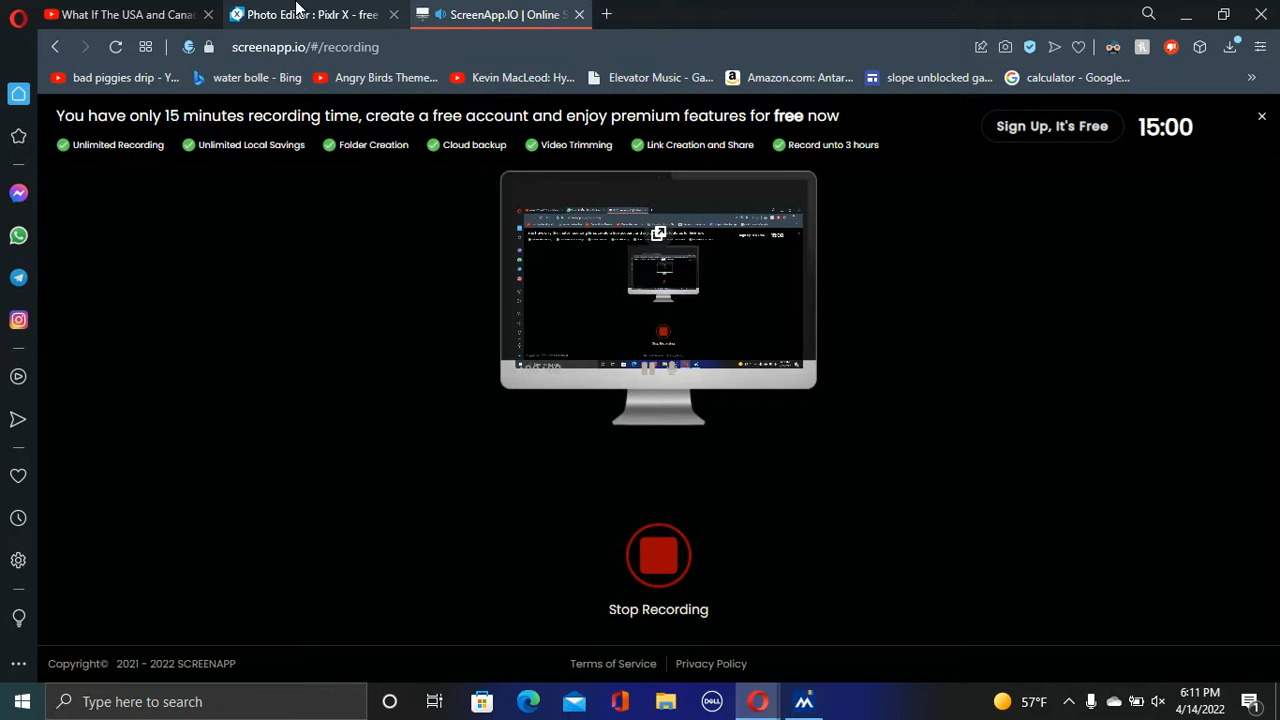 What If The USA and Cana
Photo Editor : Pixlr X - free
ScreenApp.IO | Online S
screenapp.io/#/recording
bad piggies drip - Y...
water bolle - Bing
Angry Birds Theme...
Kevin MacLeod: Hy...
Elevator Music - Ga...
Amazon.com: Antar...
slope unblocked ga...
calculator - Google...
You have only 15 minutes recording time, create a free account and enjoy premium features for free now
Sign Up, It's Free
15:00
Unlimited Recording
Unlimited Local Savings
Folder Creation
Cloud backup
Video Trimming
Link Creation and Share
Record unto 3 hours
Stop Recording
Copyright© 2021 - 2022 SCREENAPP
Terms of Service
Privacy Policy
Type here to search
DELL
57°F
6:11 PM
4/14/2022
1